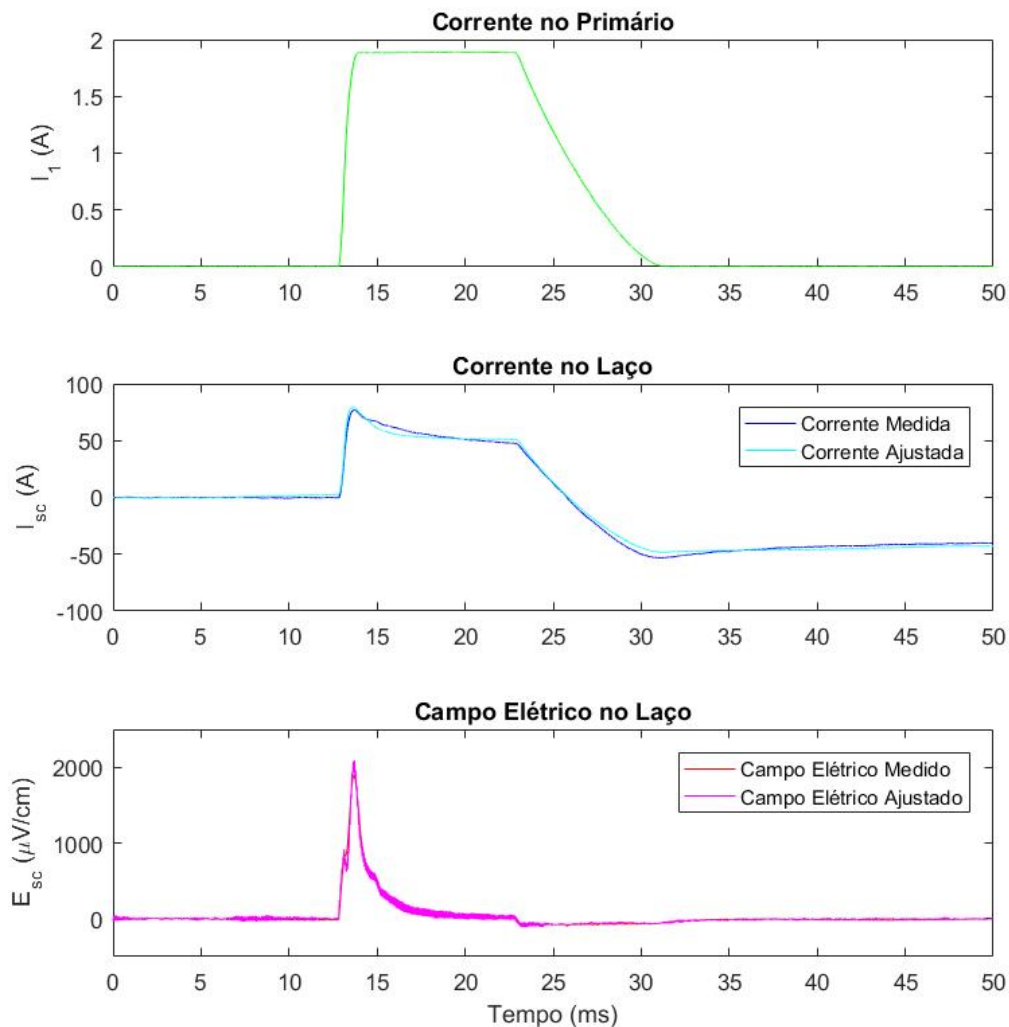 Corrente no Primário
2
1.5
1
0.5
0
I_1 (A)
0 5 10 15 20 25 30 35 40 45 50
Corrente no Laço
100
50
0
-50
-100
I_sc (A)
Corrente Medida
Corrente Ajustada
0 5 10 15 20 25 30 35 40 45 50
Campo Elétrico no Laço
2000
1000
0
E_sc (μV/cm)
Campo Elétrico Medido
Campo Elétrico Ajustado
0 5 10 15 20 25 30 35 40 45 50
Tempo (ms)